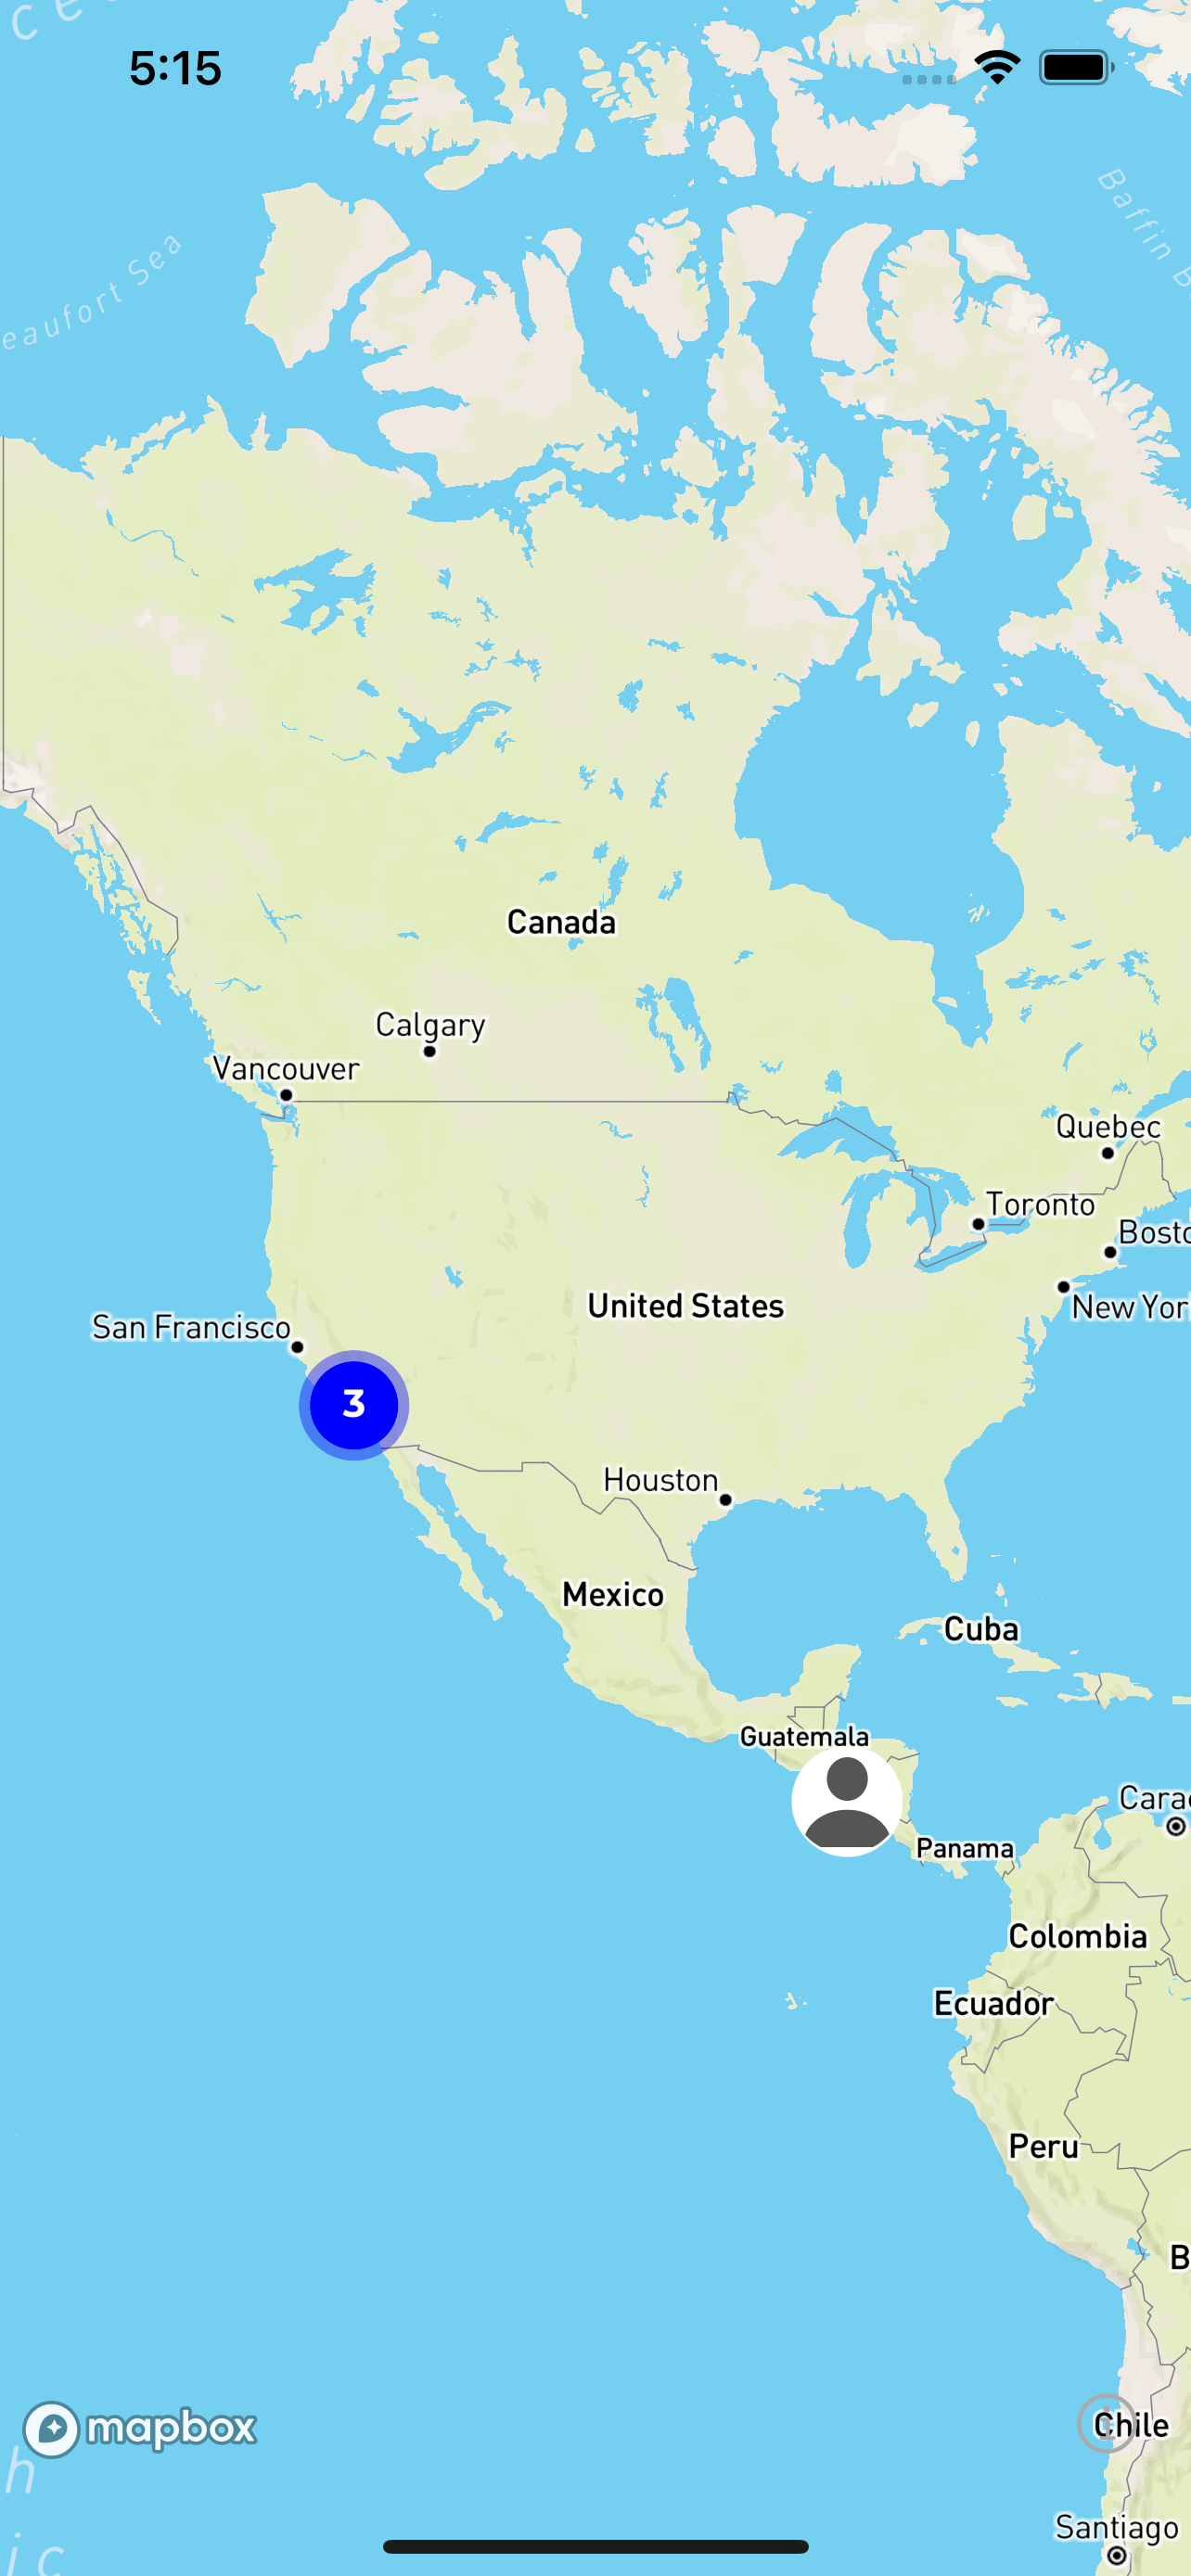 5:15
eaufort Sea
Baffin B
Canada
Calgary
Vancouver
Quebec
Toronto
Bosto
New Yor
United States
San Francisco
3
Houston
Mexico
Cuba
Guatemala
Carac
Panama
Colombia
Ecuador
Peru
B
mapbox
Chile
h
Santiago
ic